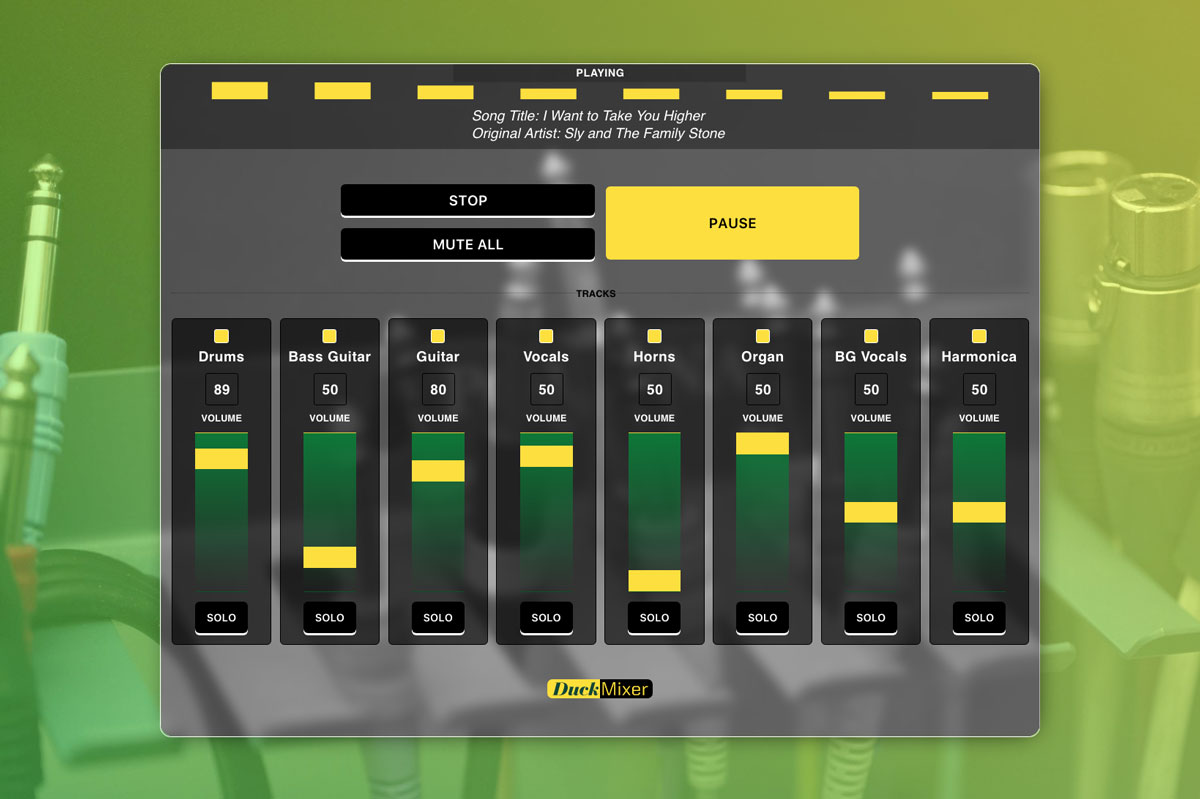 PLAYING
Song Title: I Want to Take You Higher
Original Artist: Sly and The Family Stone
STOP
PAUSE
MUTE ALL
TRACKS
Drums Bass Guitar Guitar Vocals Horns Organ BG Vocals Harmonica
89 50 80 50 50 50 50 50
VOLUME VOLUME VOLUME VOLUME VOLUME VOLUME VOLUME VOLUME
SOLO SOLO SOLO SOLO SOLO SOLO SOLO SOLO
DuckMixer